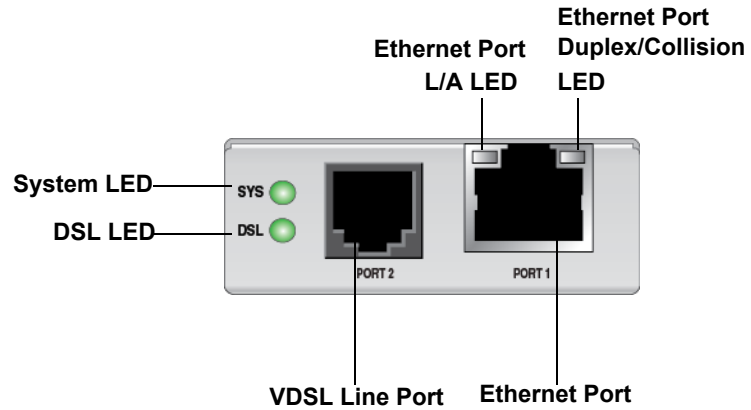 Ethernet Port
Duplex/Collision
LED
Ethernet Port
L/A LED
System LED
SYS
DSL LED
DSL
PORT 2
PORT 1
VDSL Line Port
Ethernet Port